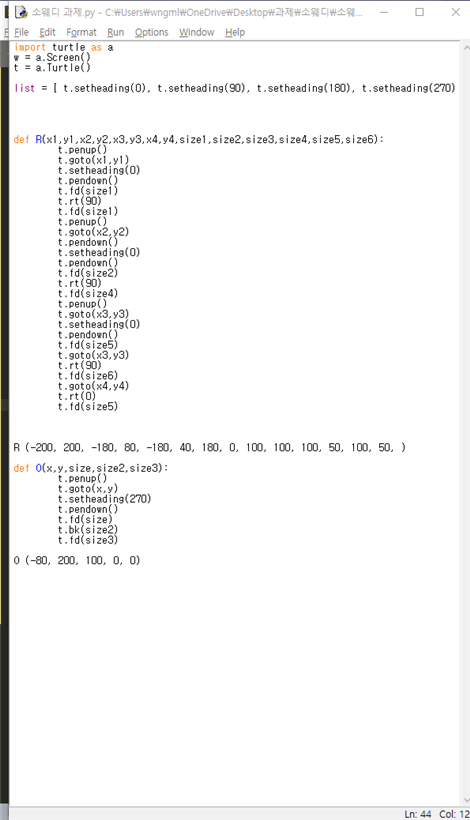 소웨디 과제.py - C:₩Users₩wngml₩OneDrive₩Desktop₩과제₩소웨디₩소웨...
File Edit Format Run Options Window Help
import turtle as a
w = a.Screen()
t = a.Turtle()
list = [ t.setheading(0), t.setheading(90), t.setheading(180), t.setheading(270)
def R(x1,y1,x2,y2,x3,y3,x4,y4,size1,size2,size3,size4,size5,size6):
t.penup()
t.goto(x1,y1)
t.setheading(0)
t.pendown()
t.fd(size1)
t.rt(90)
t.fd(size1)
t.penup()
t.goto(x2,y2)
t.pendown()
t.setheading(0)
t.pendown()
t.fd(size2)
t.rt(90)
t.fd(size4)
t.penup()
t.goto(x3,y3)
t.setheading(0)
t.pendown()
t.fd(size5)
t.goto(x3,y3)
t.rt(90)
t.fd(size6)
t.goto(x4,y4)
t.rt(0)
t.fd(size5)
R (-200, 200, -180, 80, -180, 40, 180, 0, 100, 100, 100, 50, 100, 50, )
def O(x,y,size,size2,size3):
t.penup()
t.goto(x,y)
t.setheading(270)
t.pendown()
t.fd(size)
t.bk(size2)
t.fd(size3)
O (-80, 200, 100, 0, 0)
Ln: 44 Col: 12